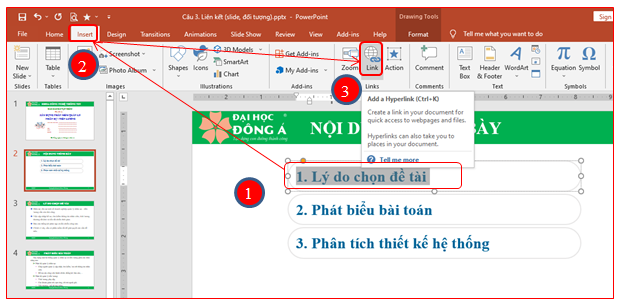 Câu 3. Liên kết (slide, đối tượng).pptx - PowerPoint
Drawing Tools
Sign
File Home Insert Design Transitions Animations Slide Show Review View Add-ins Help Format Tell me what you want to do
New Slide
Table
Screenshot
Photo Album
Shapes
Icons
3D Models
SmartArt
Chart
Get Add-ins
My Add-ins
Zoom
Link
Action
Comment
Text Box
Header & Footer
WordArt
Equation
Symbol
Slides Tables Images Illustrations Add-ins Links Comments Text Symbols
2
3
1
Add a Hyperlink (Ctrl+K)
Create a link in your document for
quick access to webpages and files.
Hyperlinks can also take you to
places in your document.
Tell me more
ĐẠI HỌC
ĐÔNG Á
NỘI D
BÀY
1. Lý do chọn đề tài
2. Phát biểu bài toán
3. Phân tích thiết kế hệ thống
1
2
3
4